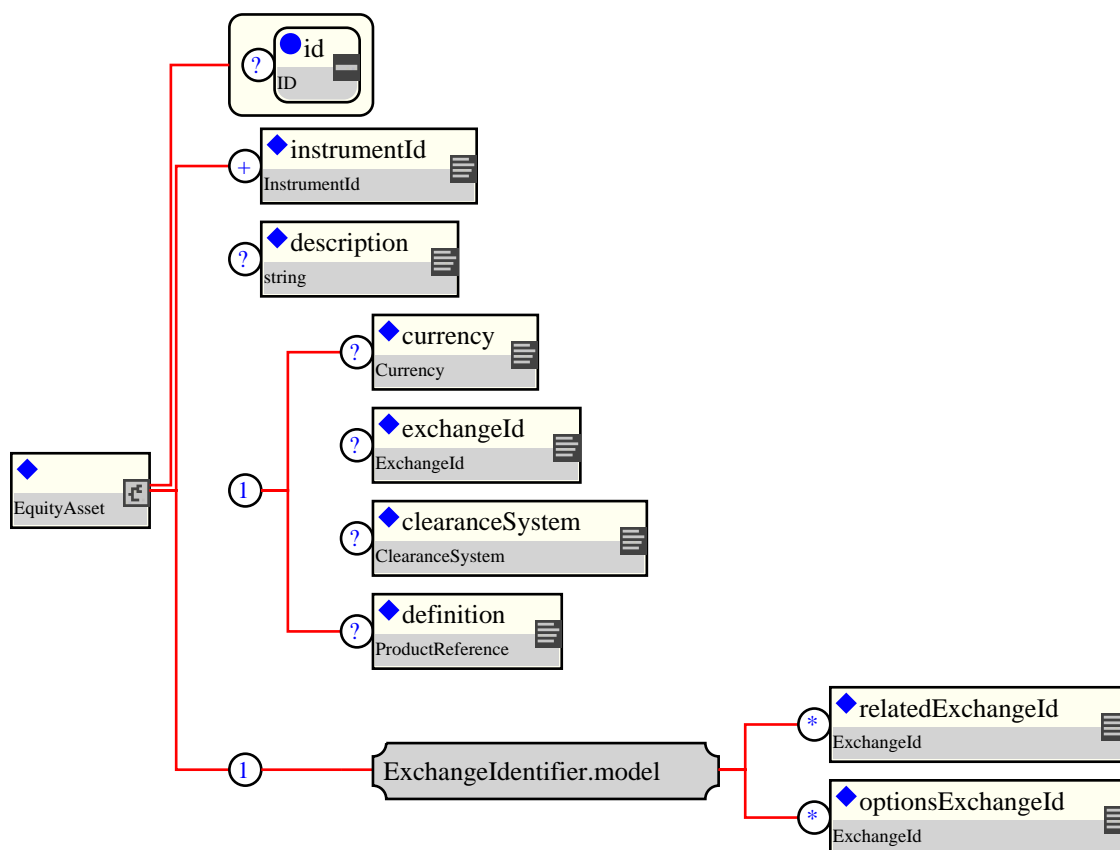 ? id
ID
+ instrumentId
InstrumentId
? description
string
? currency
Currency
? exchangeId
ExchangeId
1
EquityAsset
? clearanceSystem
ClearanceSystem
? definition
ProductReference
* relatedExchangeId
ExchangeId
1 ExchangeIdentifier.model
* optionsExchangeId
ExchangeId